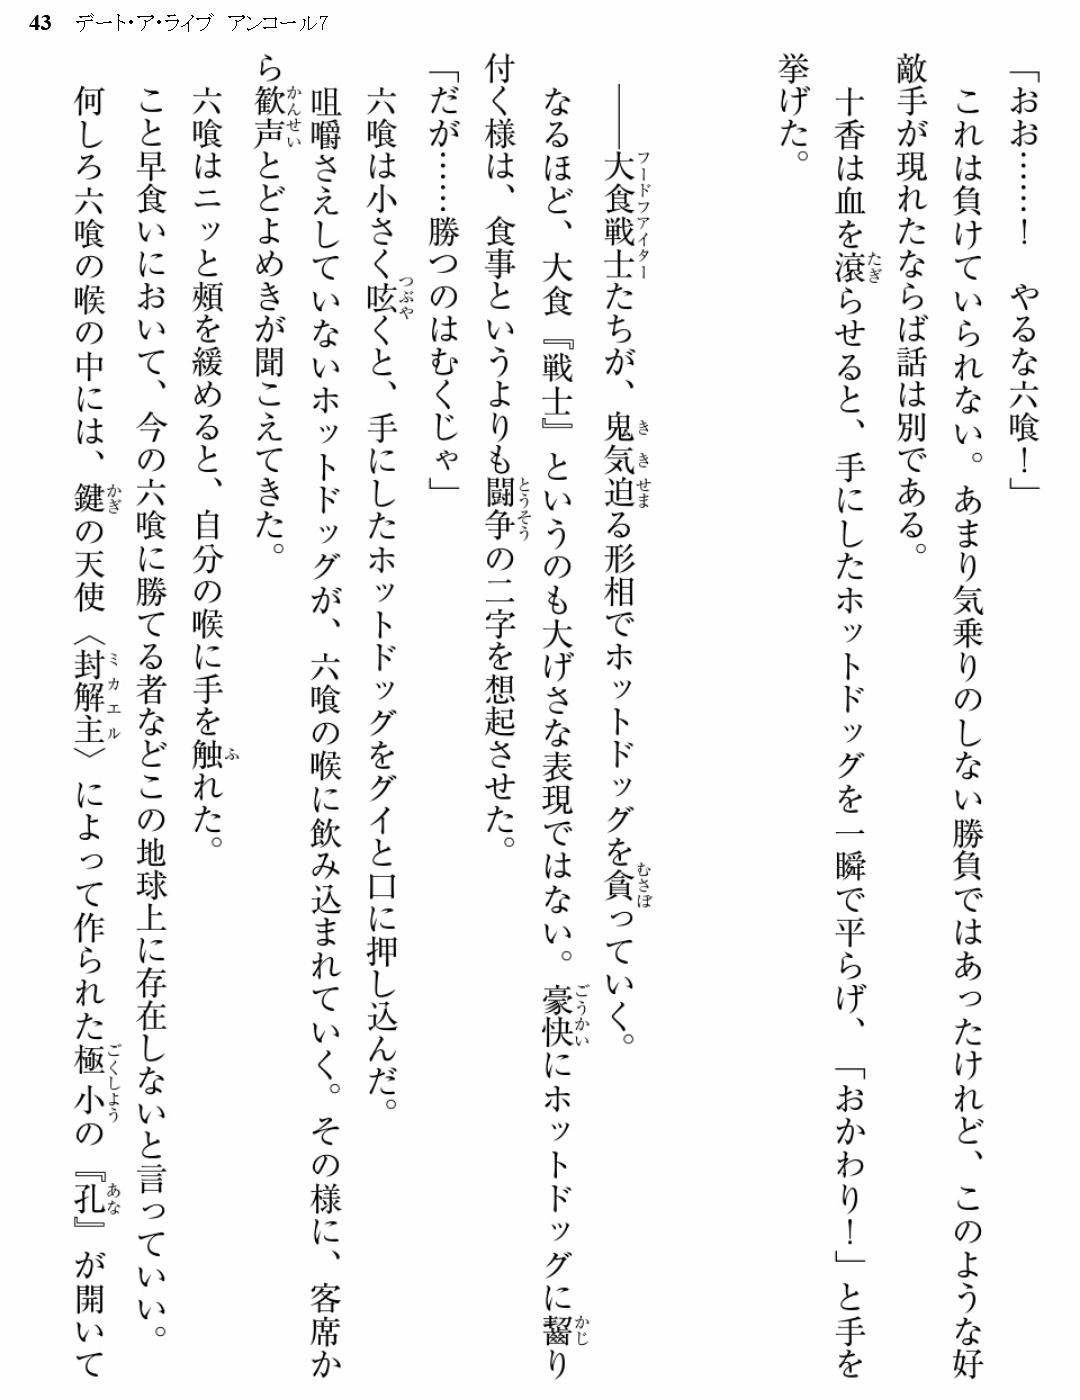 43 デート・ア・ライブ アンコール7
「おお……！ やるな六喰！」
これは負けていられない。あまり気乗りのしない勝負ではあったけれど、このような好
敵手が現れたならば話は別である。
十香は血を滾らせると、手にしたホットドッグを一瞬で平らげ、「おかわり！」と手を
挙げた。
――大食戦士たちが、鬼気迫る形相でホットドッグを貪っていく。
なるほど、大食『戦士』というのも大げさな表現ではない。豪快にホットドッグに齧り
付く様は、食事というよりも闘争の二字を想起させた。
「だが……勝つのはむくじゃ」
六喰は小さく呟くと、手にしたホットドッグをグイと口に押し込んだ。
咀嚼さえしていないホットドッグが、六喰の喉に飲み込まれていく。その様に、客席か
ら歓声とどよめきが聞こえてきた。
六喰はニッと頰を緩めると、自分の喉に手を触れた。
こと早食いにおいて、今の六喰に勝てる者などこの地球上に存在しないと言っていい。
何しろ六喰の喉の中には、鍵の天使〈封解主〉によって作られた極小の『孔』が開いて